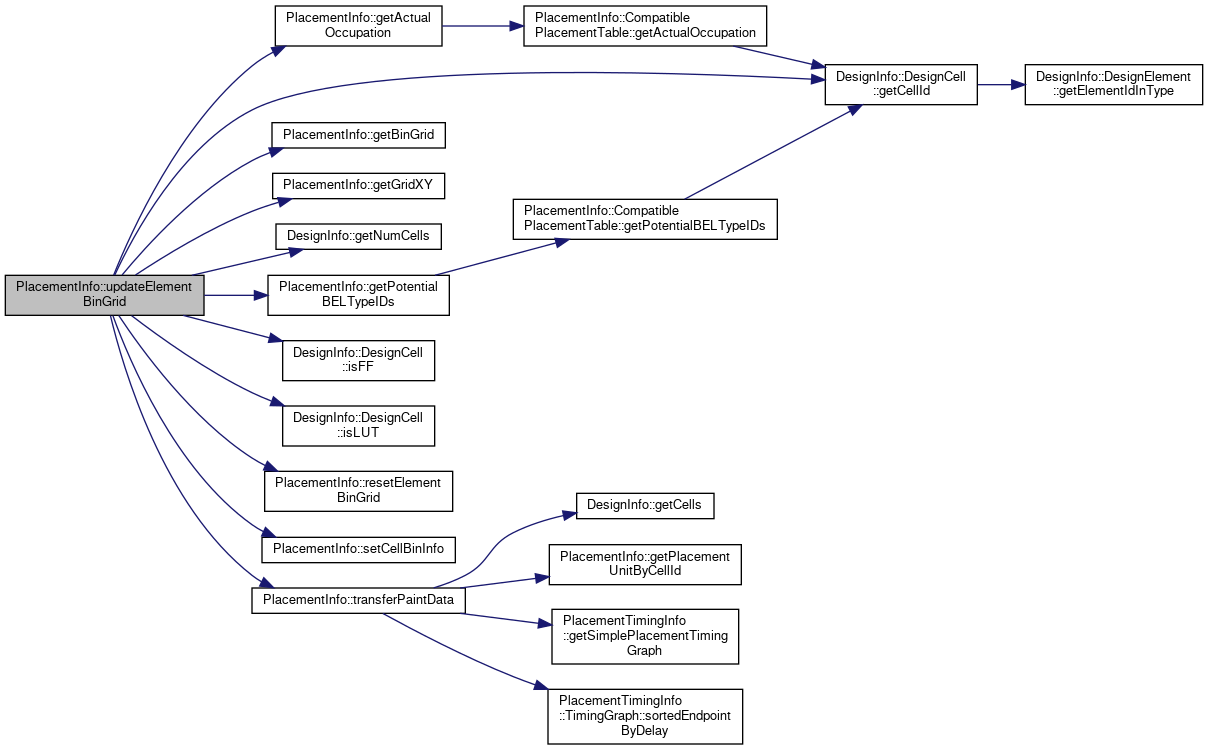 PlacementInfo::getActual
Occupation
PlacementInfo::Compatible
PlacementTable::getActualOccupation
DesignInfo::DesignCell
::getCellId
DesignInfo::DesignElement
::getElementIdInType
PlacementInfo::getBinGrid
PlacementInfo::getGridXY
PlacementInfo::Compatible
PlacementTable::getPotentialBELTypeIDs
DesignInfo::getNumCells
PlacementInfo::updateElement
BinGrid
PlacementInfo::getPotential
BELTypeIDs
DesignInfo::DesignCell
::isFF
DesignInfo::DesignCell
::isLUT
PlacementInfo::resetElement
BinGrid
DesignInfo::getCells
PlacementInfo::setCellBinInfo
PlacementInfo::getPlacement
UnitByCellId
PlacementInfo::transferPaintData
PlacementTimingInfo
::getSimplePlacementTiming
Graph
PlacementTimingInfo
::TimingGraph::sortedEndpoint
ByDelay